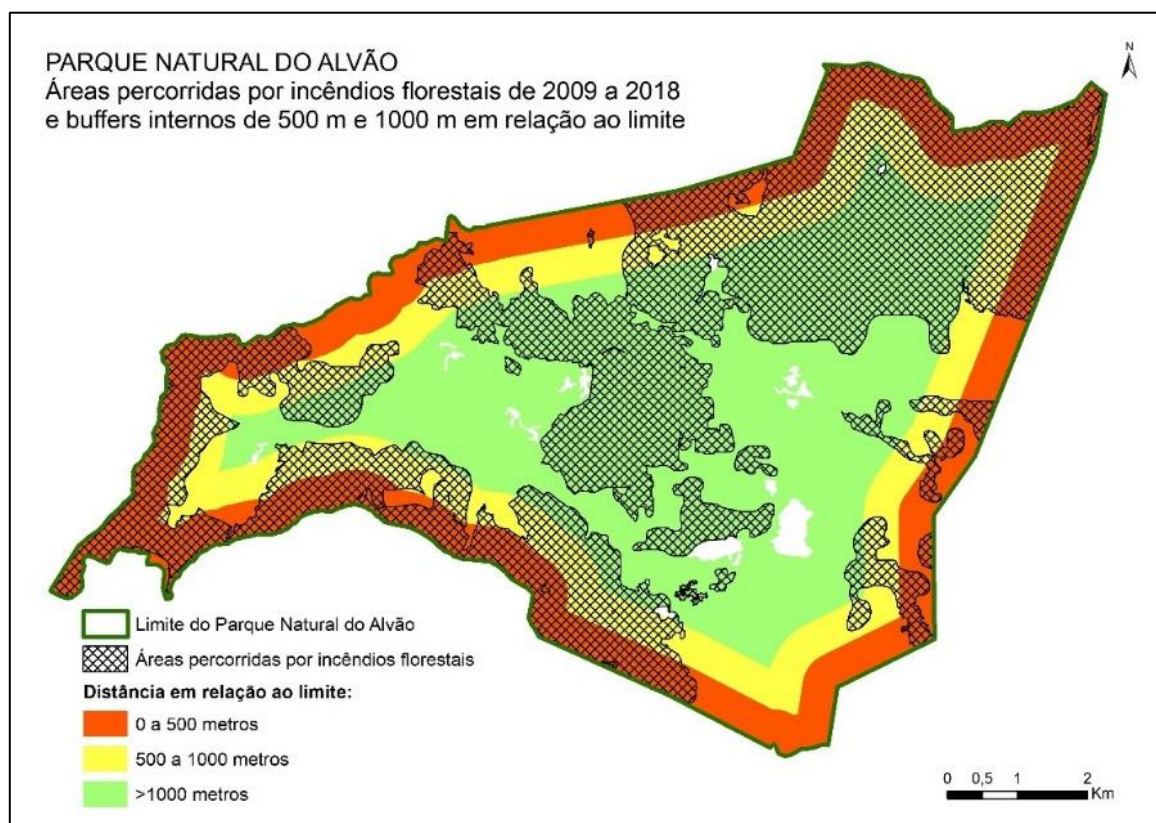 PARQUE NATURAL DO ALVÃO
Áreas percorridas por incêndios florestais de 2009 a 2018
e buffers internos de 500 m e 1000 m em relação ao limite
N
Limite do Parque Natural do Alvão
Áreas percorridas por incêndios florestais
Distância em relação ao limite:
0 a 500 metros
500 a 1000 metros
>1000 metros
0 0,5 1 2
Km